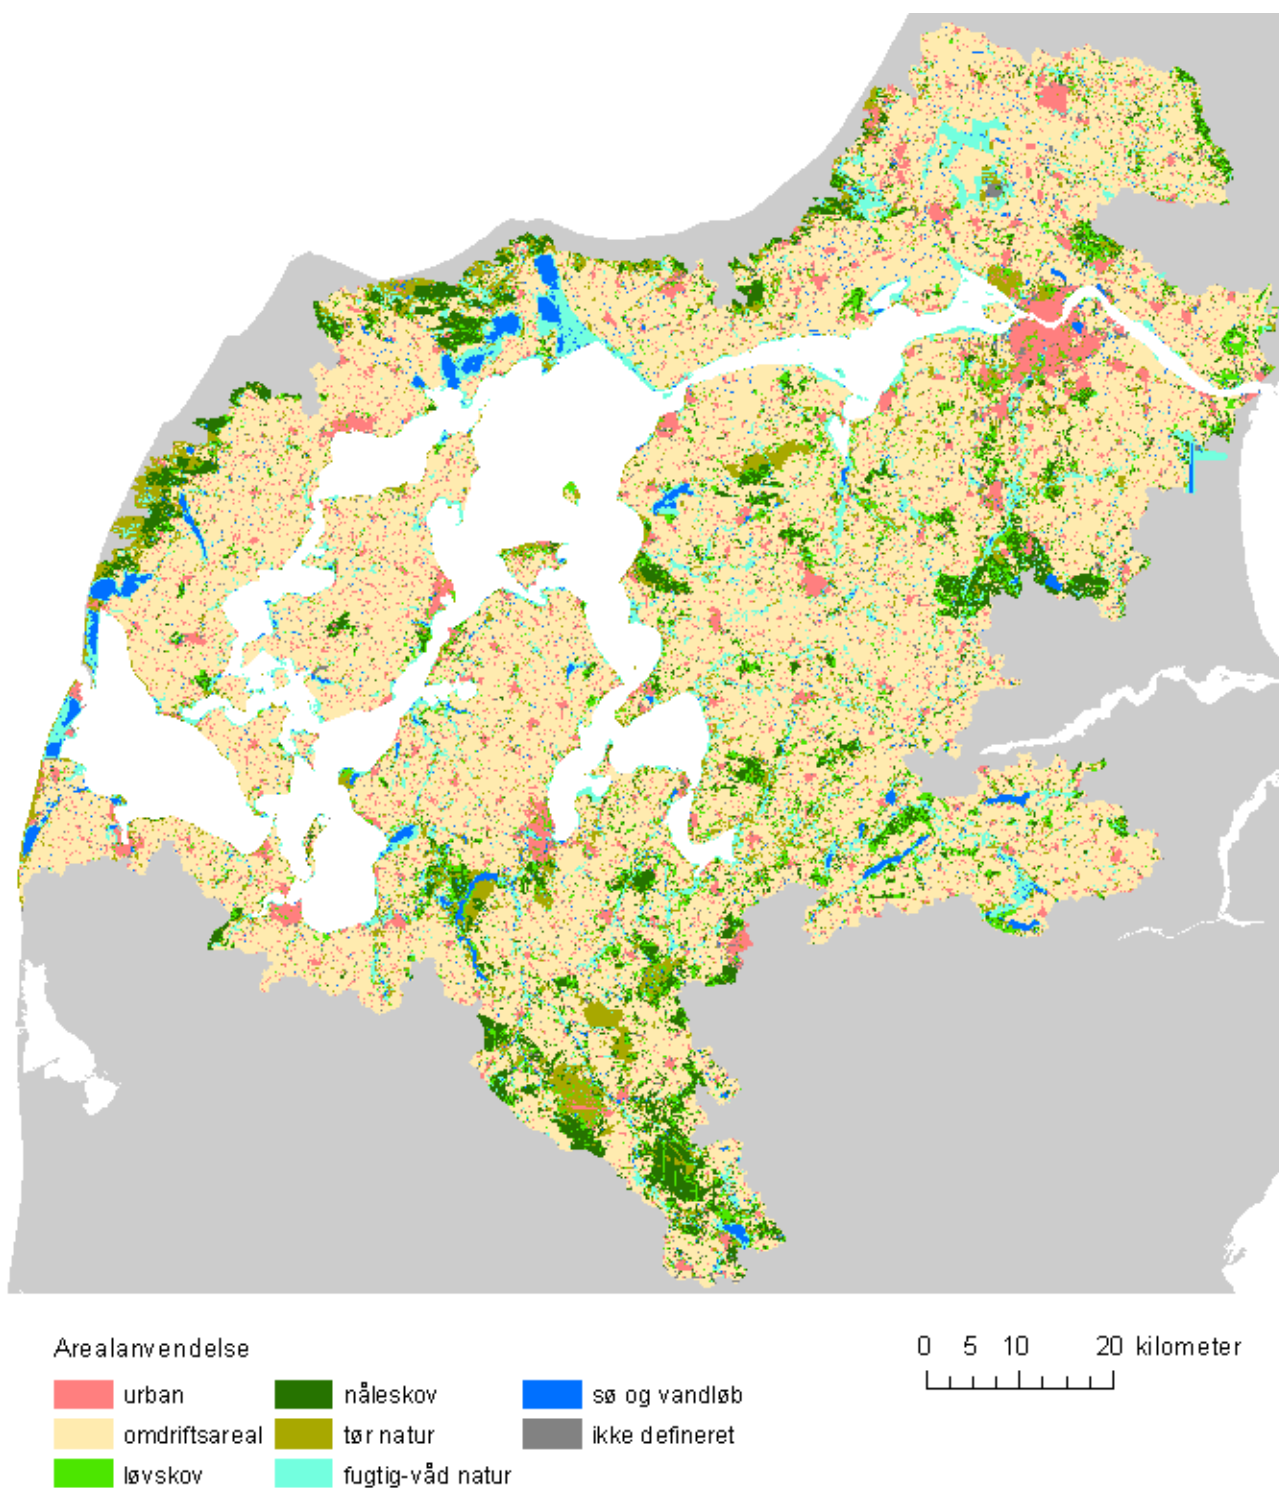 Arealanvendelse
0 5 10 20 kilometer
urban nåleskov sø og vandløb
omdriftsareal tør natur ikke defineret
løvskov fugtig-våd natur